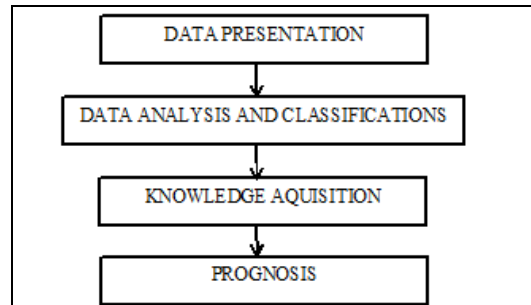 DATA PRESENTATION
DATA ANALYSIS AND CLASSIFICATIONS
KNOWLEDGE AQUISITION
PROGNOSIS